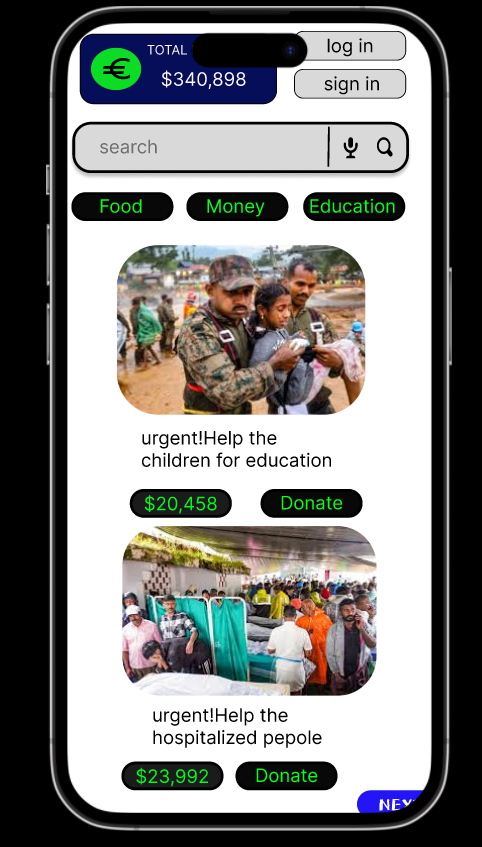 TOTAL
$340,898
log in
sign in
search
Food
Money
Education
urgent!Help the
children for education
$20,458
Donate
urgent!Help the
hospitalized pepole
$23,992
Donate